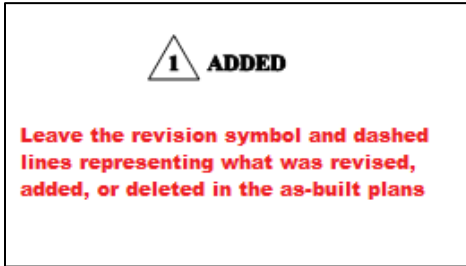 1 ADDED
Leave the revision symbol and dashed
lines representing what was revised,
added, or deleted in the as-built plans